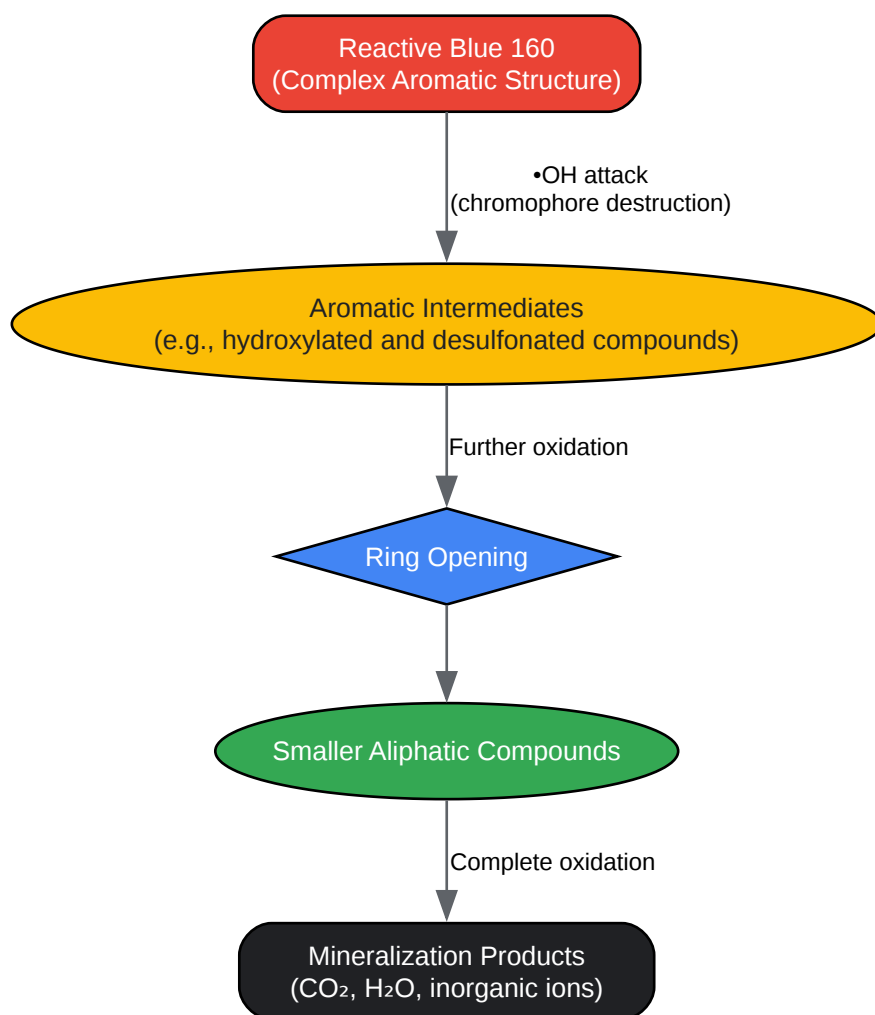 Reactive Blue 160
(Complex Aromatic Structure)
•OH attack
(chromophore destruction)
Aromatic Intermediates
(e.g., hydroxylated and desulfonated compounds)
Further oxidation
Ring Opening
Smaller Aliphatic Compounds
Complete oxidation
Mineralization Products
(CO₂, H₂O, inorganic ions)